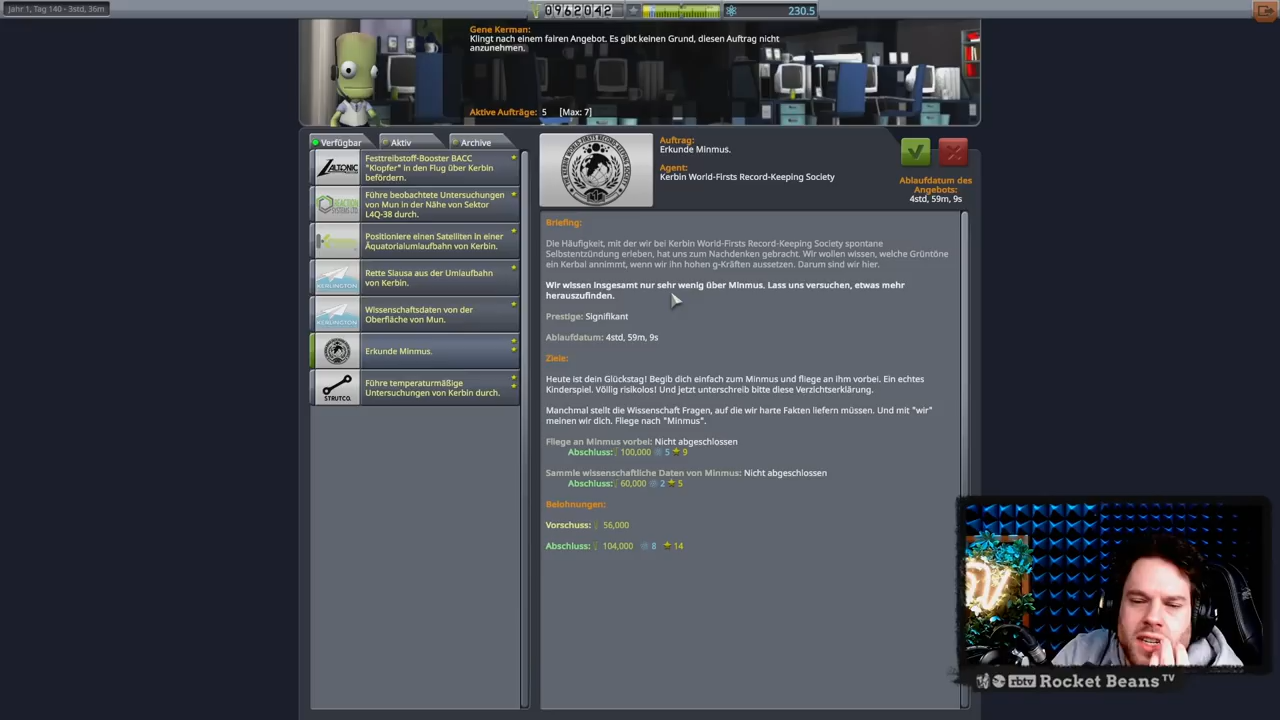 Jahr 1, Tag 140 - 3std, 36m
0962042
230.5
Gene Kerman:
Klingt nach einem fairen Angebot. Es gibt keinen Grund, diesen Auftrag nicht
anzunehmen.
Aktive Aufträge: 5 [Max: 7]
Verfügbar
Aktiv
Archive
Festtreibstoff-Booster BACC
"Klopfer" in den Flug über Kerbin
befördern.
Führe beobachtete Untersuchungen
von Mun in der Nähe von Sektor
L4Q-38 durch.
Positioniere einen Satelliten in einer
Äquatorialumlaufbahn von Kerbin.
KERLINGTON
Rette Slausa aus der Umlaufbahn
von Kerbin.
KERLINGTON
Wissenschaftsdaten von der
Oberfläche von Mun.
Erkunde Minmus.
STRUTCO.
Führe temperaturmäßige
Untersuchungen von Kerbin durch.
Auftrag:
Erkunde Minmus.
Agent:
Kerbin World-Firsts Record-Keeping Society
Ablaufdatum des
Angebots:
4std, 59m, 9s
Briefing:
Die Häufigkeit, mit der wir bei Kerbin World-Firsts Record-Keeping Society spontane
Selbstentzündung erleben, hat uns zum Nachdenken gebracht. Wir wollen wissen, welche Grüntöne
ein Kerbal annimmt, wenn wir ihn hohen g-Kräften aussetzen. Darum sind wir hier.
Wir wissen insgesamt nur sehr wenig über Minmus. Lass uns versuchen, etwas mehr
herauszufinden.
Prestige: Signifikant
Ablaufdatum: 4std, 59m, 9s
Ziele:
Heute ist dein Glückstag! Begib dich einfach zum Minmus und fliege an ihm vorbei. Ein echtes
Kinderspiel. Völlig risikolos! Und jetzt unterschreib bitte diese Verzichtserklärung.
Manchmal stellt die Wissenschaft Fragen, auf die wir harte Fakten liefern müssen. Und mit "wir"
meinen wir dich. Fliege nach "Minmus".
Fliege an Minmus vorbei: Nicht abgeschlossen
Abschluss: 100,000 5 9
Sammle wissenschaftliche Daten von Minmus: Nicht abgeschlossen
Abschluss: 60,000 2 5
Belohnungen:
Vorschuss: 56,000
Abschluss: 104,000 8 14
rbtv Rocket Beans TV